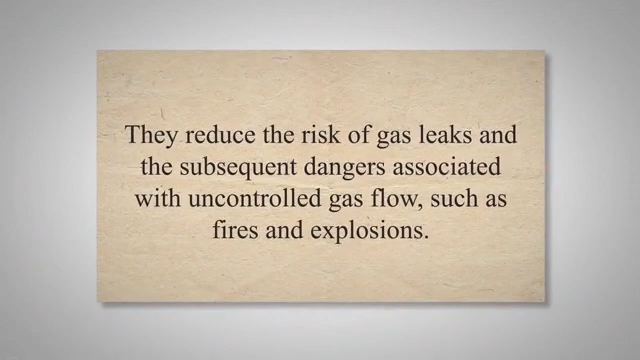 They reduce the risk of gas leaks and
the subsequent dangers associated
with uncontrolled gas flow, such as
fires and explosions.